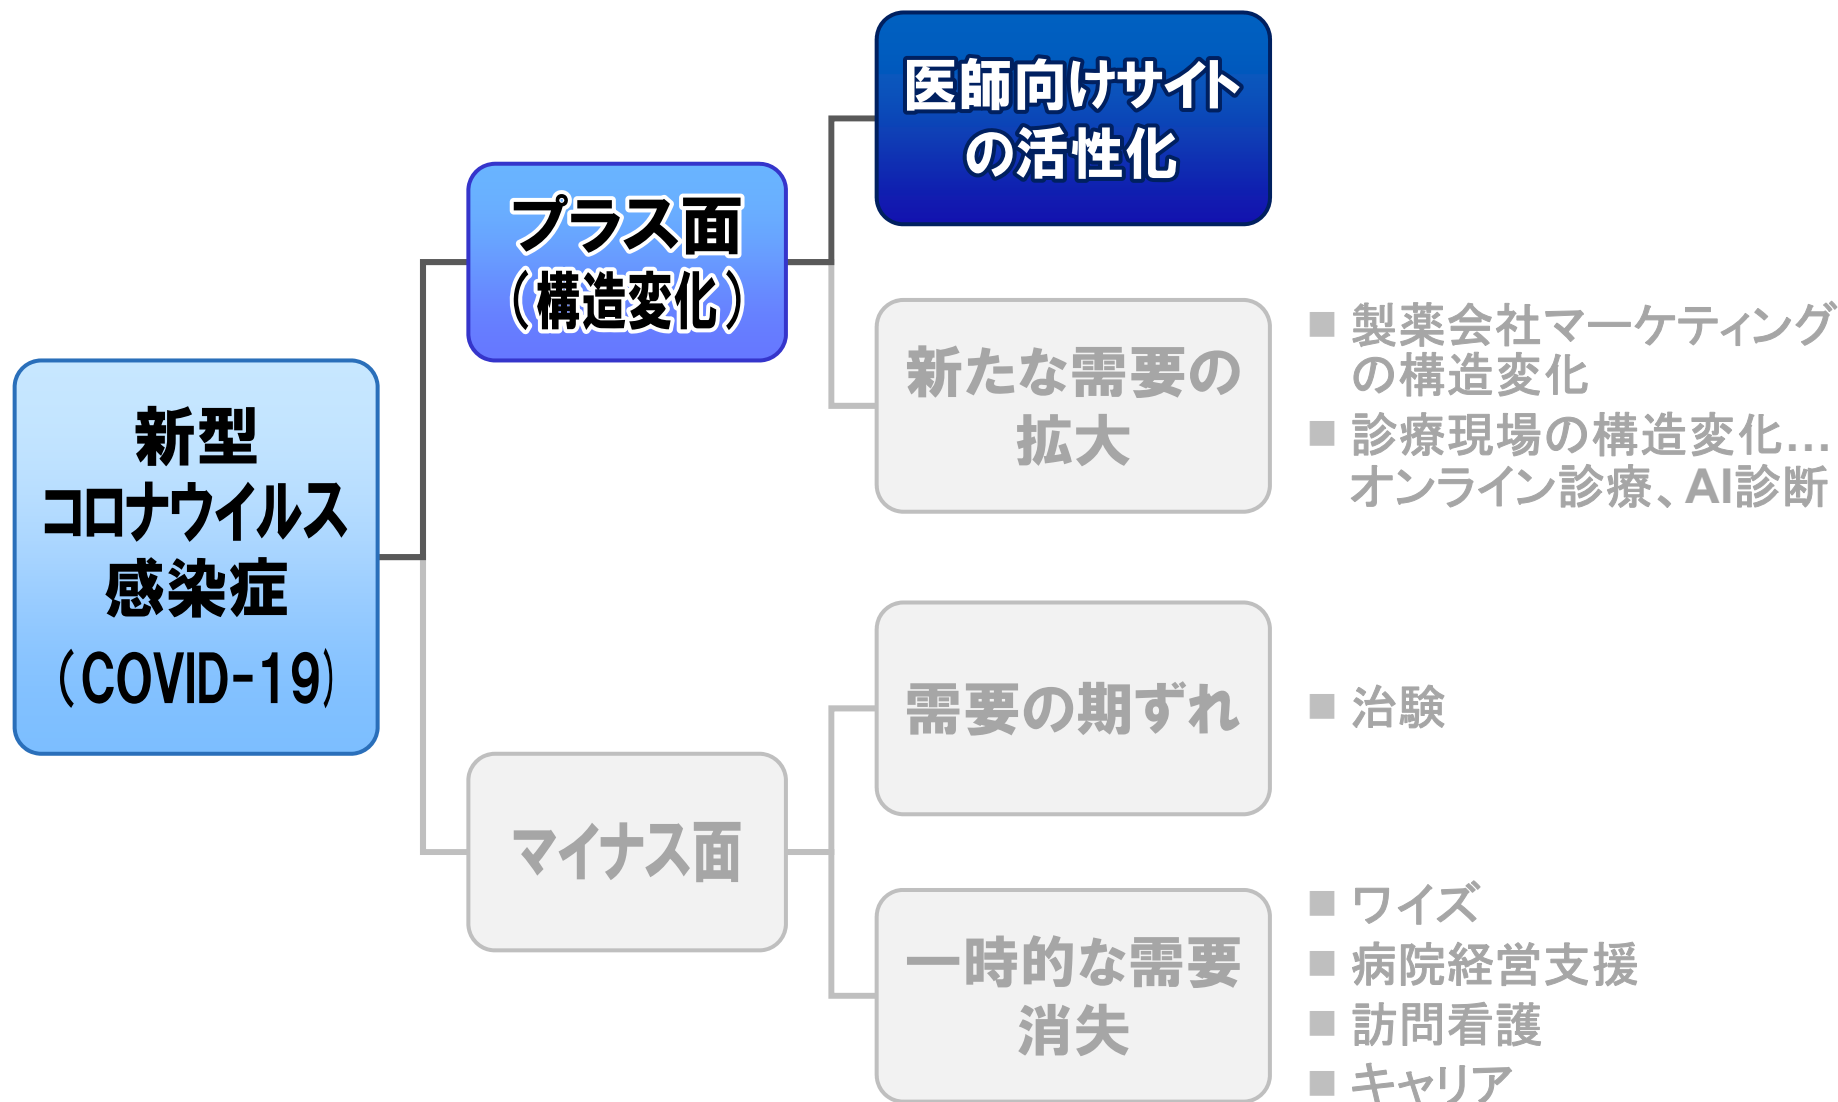 新型
コロナウイルス
感染症
（COVID-19）
プラス面
（構造変化）
医師向けサイト
の活性化
新たな需要の
拡大
■ 製薬会社マーケティング
の構造変化
■ 診療現場の構造変化…
オンライン診療、AI診断
マイナス面
需要の期ずれ
■ 治験
一時的な需要
消失
■ ワイズ
■ 病院経営支援
■ 訪問看護
■ キャリア